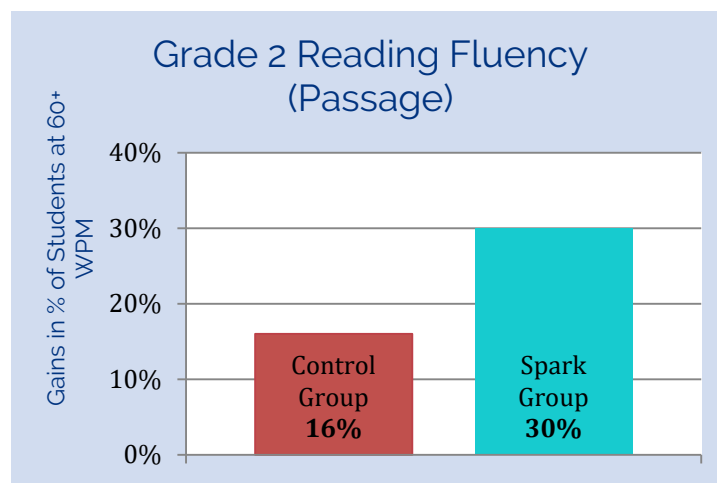 Grade 2 Reading Fluency
(Passage)
Gains in % of Students at 60+
WPM
40%
30%
20%
10%
0%
Control
Group
16%
Spark
Group
30%